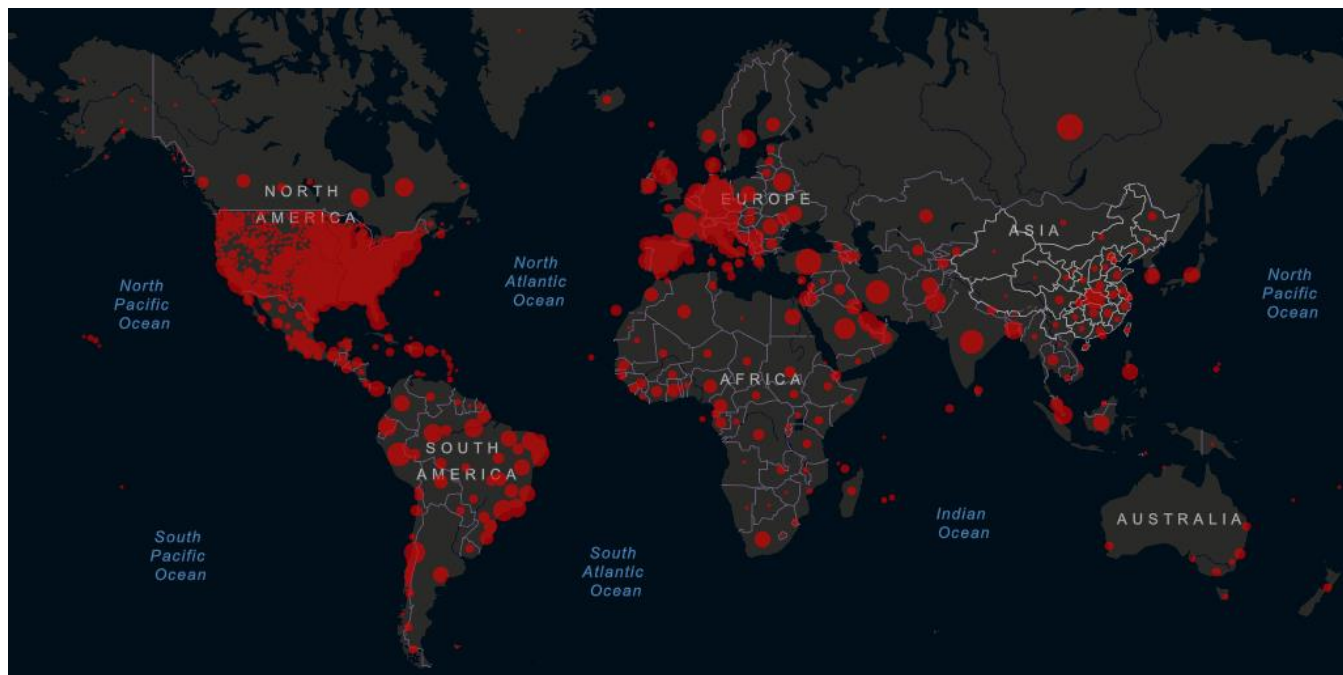 NORTH
AMERICA
EUROPE
ASIA
North
Pacific
Ocean
North
Atlantic
Ocean
North
Pacific
Ocean
AFRICA
SOUTH
AMERICA
South
Pacific
Ocean
South
Atlantic
Ocean
Indian
Ocean
AUSTRALIA